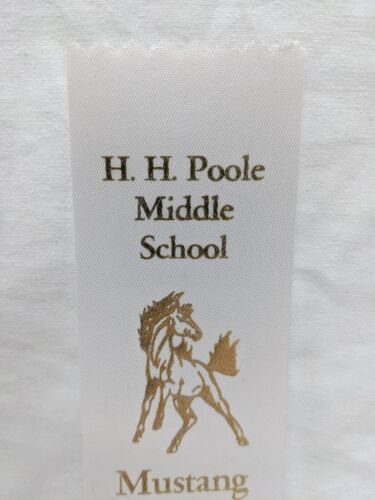 H. H. Poole
Middle
School
Mustang